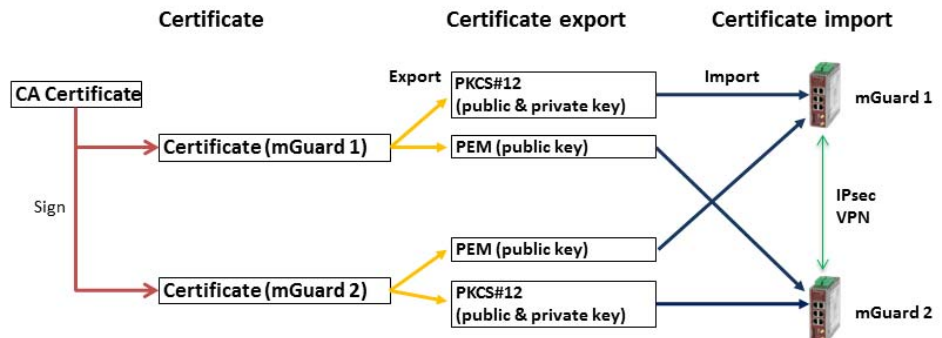 Certificate
Certificate export
Certificate import
Export
PKCS#12
(public & private key)
Import
CA Certificate
mGuard 1
Certificate (mGuard 1)
PEM (public key)
Sign
IPsec
VPN
PEM (public key)
Certificate (mGuard 2)
PKCS#12
(public & private key)
mGuard 2